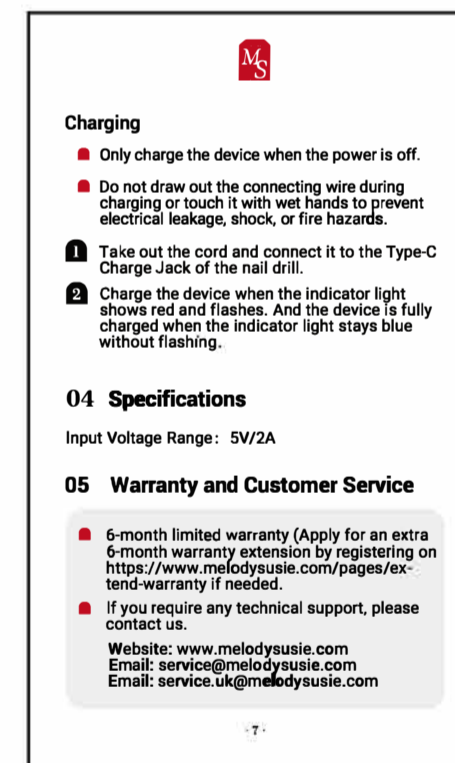 MS
Charging
Only charge the device when the power is off.
Do not draw out the connecting wire during
charging or touch it with wet hands to prevent
electrical leakage, shock, or fire hazards.
1 Take out the cord and connect it to the Type-C
Charge Jack of the nail drill.
2 Charge the device when the indicator light
shows red and flashes. And the device is fully
charged when the indicator light stays blue
without flashing.
04 Specifications
Input Voltage Range: 5V/2A
05 Warranty and Customer Service
6-month limited warranty (Apply for an extra
6-month warranty extension by registering on
https://www.melodysusie.com/pages/ex-
tend-warranty if needed.
If you require any technical support, please
contact us.
Website: www.melodysusie.com
Email: service@melodysusie.com
Email: service.uk@melodysusie.com
· 7 ·